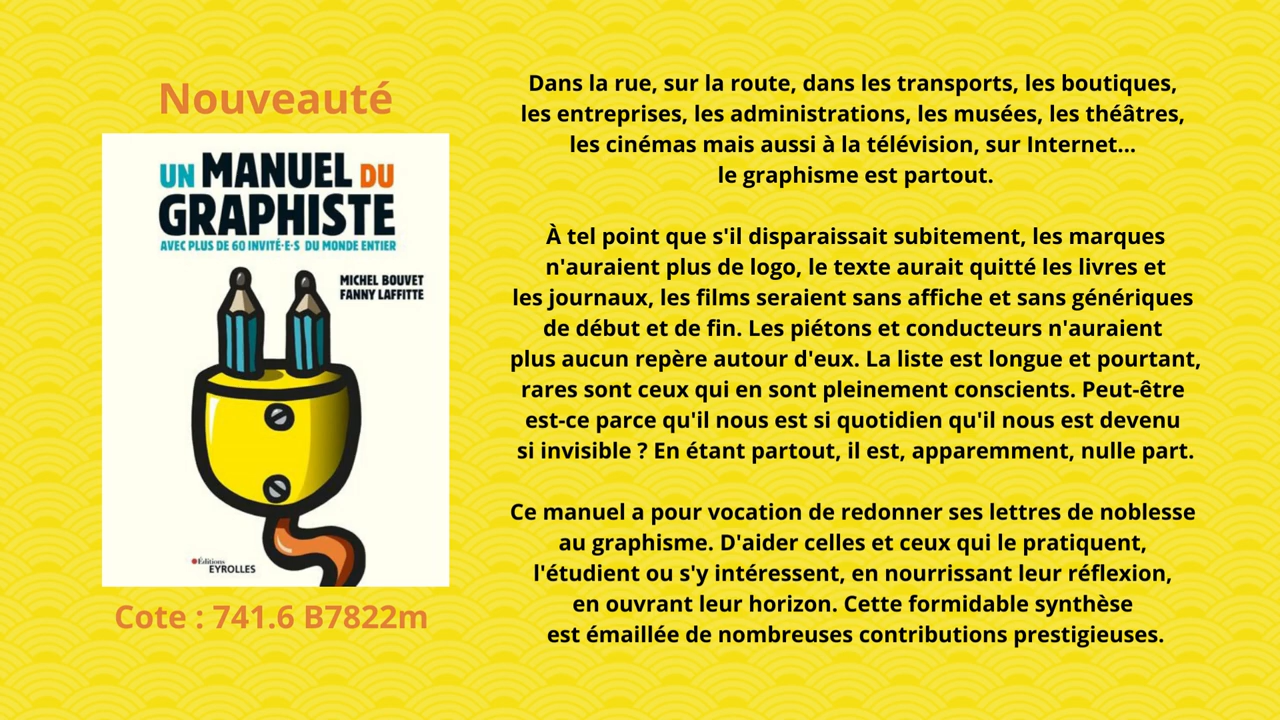 Nouveauté
UN MANUEL DU
GRAPHISTE
AVEC PLUS DE 60 INVITÉ·E·S DU MONDE ENTIER
MICHEL BOUVET
FANNY LAFFITTE
Éditions
EYROLLES
Cote : 741.6 B7822m
Dans la rue, sur la route, dans les transports, les boutiques,
les entreprises, les administrations, les musées, les théâtres,
les cinémas mais aussi à la télévision, sur Internet...
le graphisme est partout.
À tel point que s'il disparaissait subitement, les marques
n'auraient plus de logo, le texte aurait quitté les livres et
les journaux, les films seraient sans affiche et sans génériques
de début et de fin. Les piétons et conducteurs n'auraient
plus aucun repère autour d'eux. La liste est longue et pourtant,
rares sont ceux qui en sont pleinement conscients. Peut-être
est-ce parce qu'il nous est si quotidien qu'il nous est devenu
si invisible ? En étant partout, il est, apparemment, nulle part.
Ce manuel a pour vocation de redonner ses lettres de noblesse
au graphisme. D'aider celles et ceux qui le pratiquent,
l'étudient ou s'y intéressent, en nourrissant leur réflexion,
en ouvrant leur horizon. Cette formidable synthèse
est émaillée de nombreuses contributions prestigieuses.